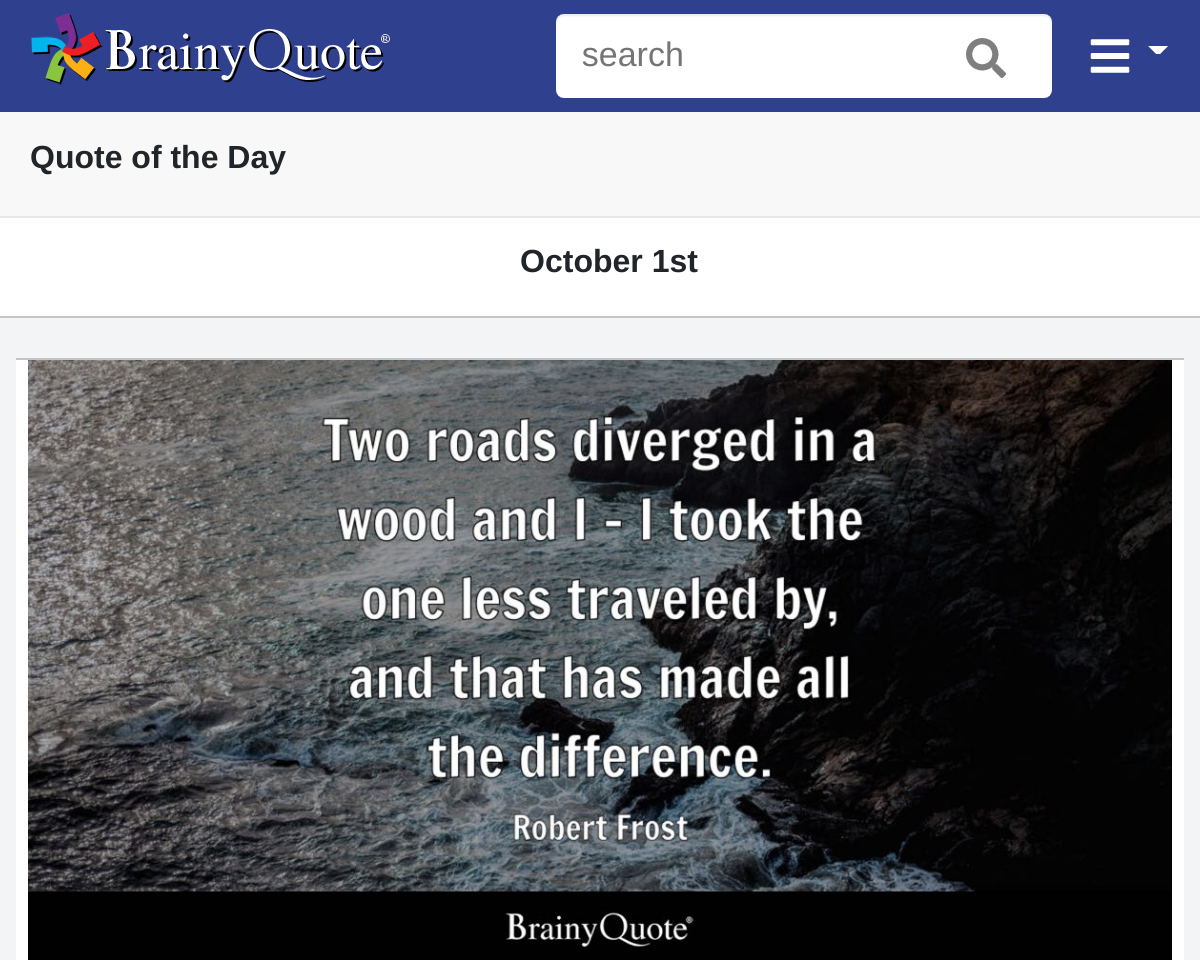 BrainyQuote®
search
Quote of the Day
October 1st
Two roads diverged in a
wood and I - I took the
one less traveled by,
and that has made all
the difference.
Robert Frost
BrainyQuote®